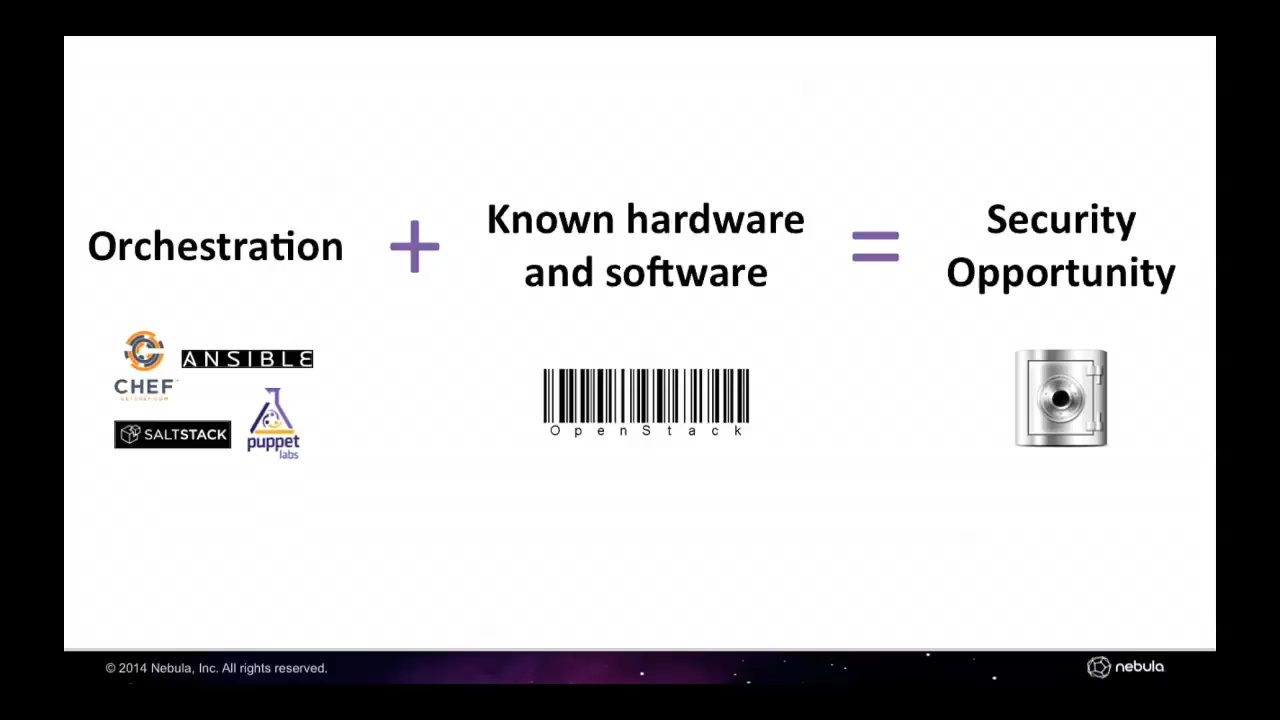 Orchestration
+
Known hardware
and software
=
Security
Opportunity
CHEF
ANSIBLE
SALTSTACK
puppet
labs
OpenStack
© 2014 Nebula, Inc. All rights reserved.
nebula